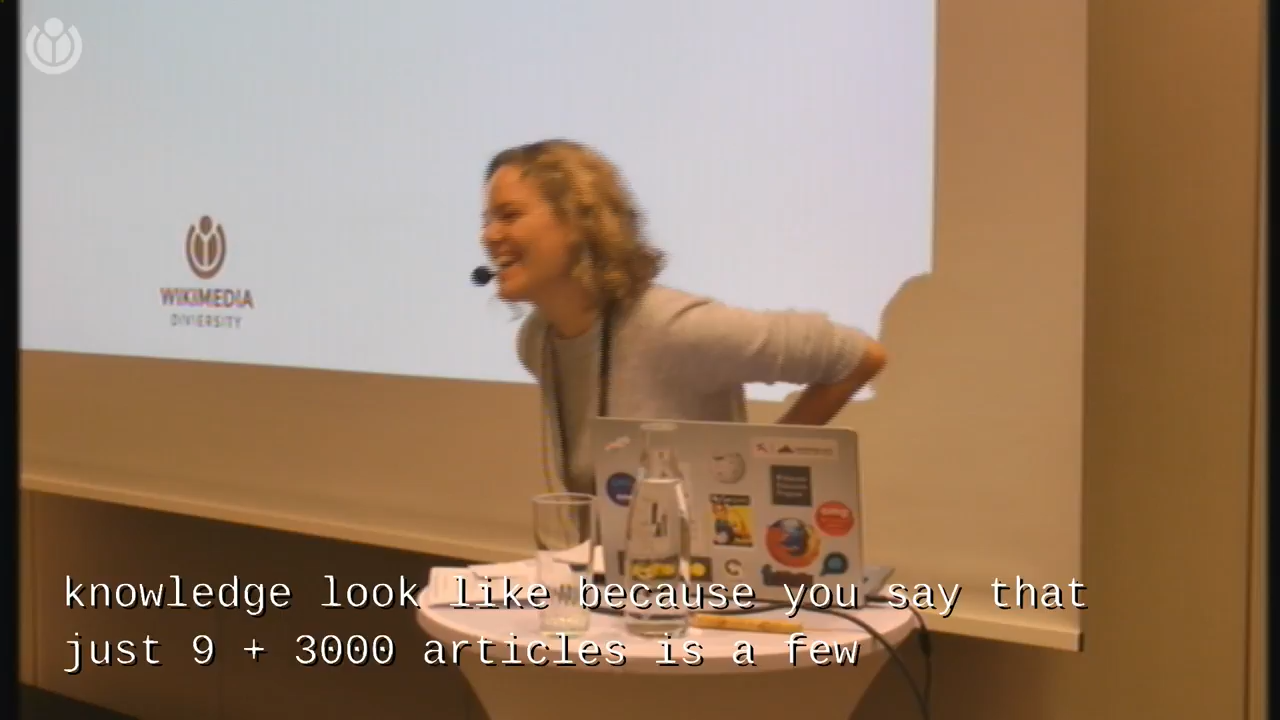 WIKIMEDIA
DIVERSITY
knowledge look like because you say that
just 9 + 3000 articles is a few